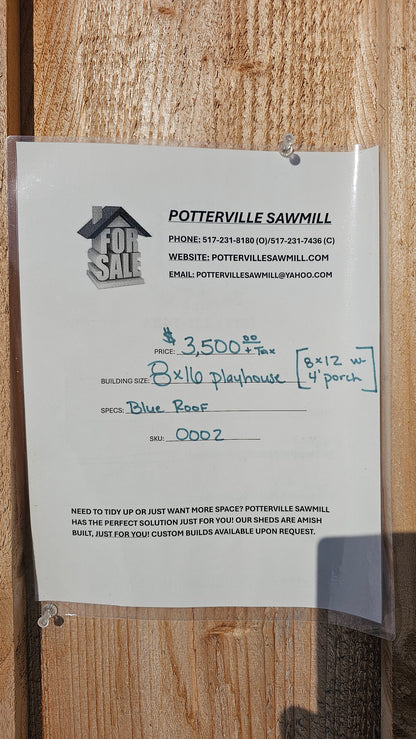 FOR
SALE
POTTERVILLE SAWMILL
PHONE: 517-231-8180 (O)/517-231-7436 (C)
WEBSITE: POTTERVILLESAWMILL.COM
EMAIL: POTTERVILLESAWMILL@YAHOO.COM
PRICE: $3,500 00 + Tax
BUILDING SIZE: 8x16 playhouse [8x12 w-
4' porch]
SPECS: Blue Roof
SKU: 0002
NEED TO TIDY UP OR JUST WANT MORE SPACE? POTTERVILLE SAWMILL
HAS THE PERFECT SOLUTION JUST FOR YOU! OUR SHEDS ARE AMISH
BUILT, JUST FOR YOU! CUSTOM BUILDS AVAILABLE UPON REQUEST.